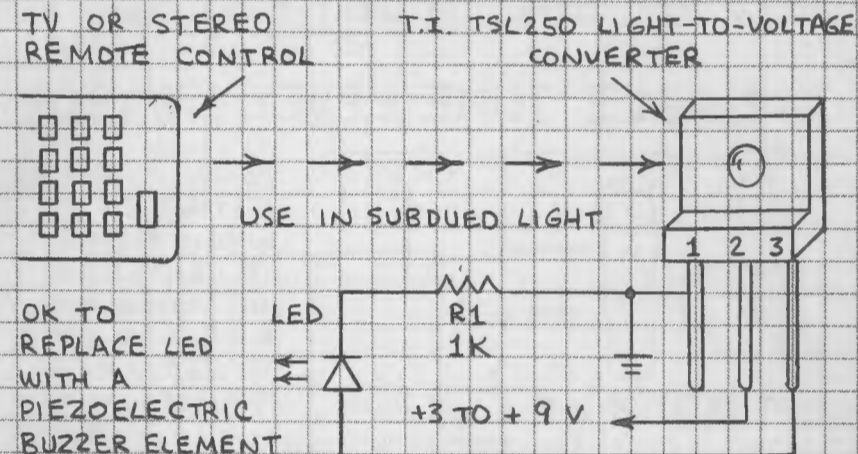 TV OR STEREO
REMOTE CONTROL
T.I. TSL250 LIGHT-TO-VOLTAGE
CONVERTER
USE IN SUBDUED LIGHT
1 2 3
OK TO
REPLACE LED
WITH A
PIEZOELECTRIC
BUZZER ELEMENT
LED
R1
1K
+3 TO +9 V